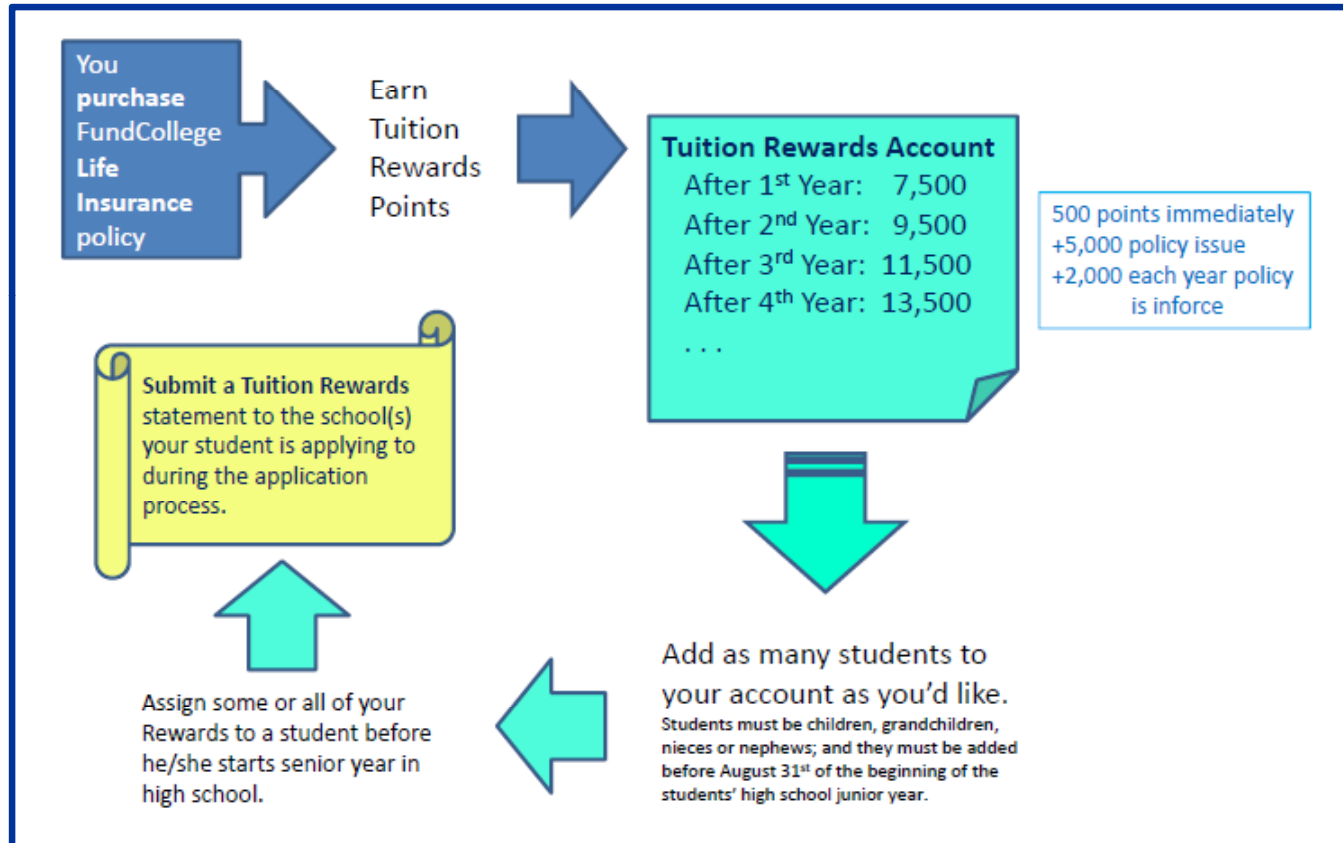 You
purchase
FundCollege
Life
Insurance
policy
Earn
Tuition
Rewards
Points
Tuition Rewards Account
After 1st Year: 7,500
After 2nd Year: 9,500
After 3rd Year: 11,500
After 4th Year: 13,500
. . .
500 points immediately
+5,000 policy issue
+2,000 each year policy
is inforce
Add as many students to
your account as you'd like.
Students must be children, grandchildren,
nieces or nephews; and they must be added
before August 31st of the beginning of the
students' high school junior year.
Assign some or all of your
Rewards to a student before
he/she starts senior year in
high school.
Submit a Tuition Rewards
statement to the school(s)
your student is applying to
during the application
process.